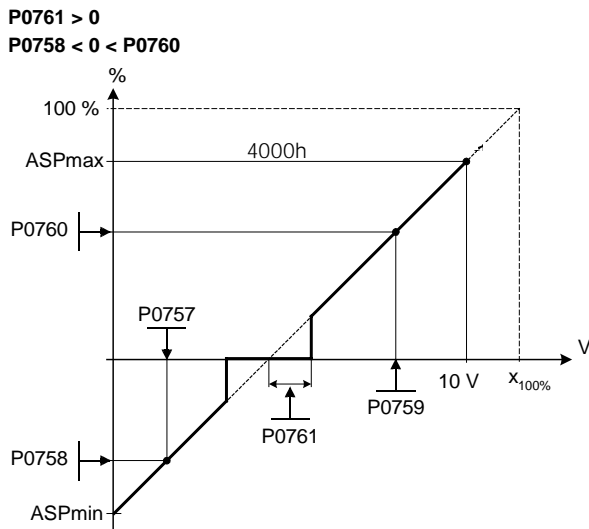 P0761 > 0
P0758 < 0 < P0760
%
100 %
4000h
ASPmax
P0760
P0757
V
10 V
x100%
P0759
P0761
P0758
ASPmin